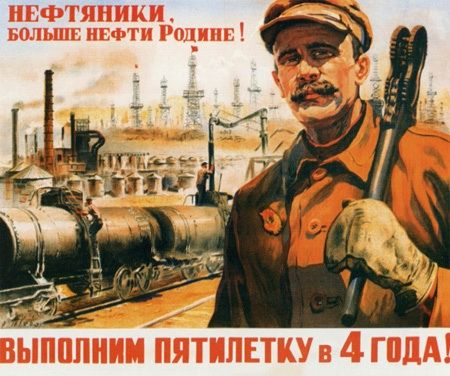 НЕФТЯНИКИ,
БОЛЬШЕ НЕФТИ РОДИНЕ!
ВЫПОЛНИМ ПЯТИЛЕТКУ В 4 ГОДА!